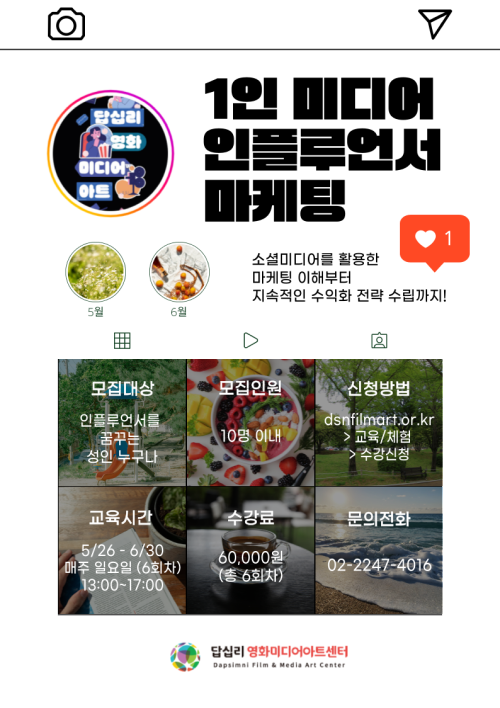 답십리
영화
미디어
아트
1인 미디어
인플루언서
마케팅
1
소셜미디어를 활용한
마케팅 이해부터
지속적인 수익화 전략 수립까지!
5월
6월
모집대상
인플루언서를
꿈꾸는
성인 누구나
모집인원
10명 이내
신청방법
dsnfilmart.or.kr
> 교육/체험
> 수강신청
교육시간
5/26 - 6/30
매주 일요일 (6회차)
13:00~17:00
수강료
60,000원
(총 6회차)
문의전화
02-2247-4016
답십리 영화미디어아트센터
Dapsimni Film & Media Art Center